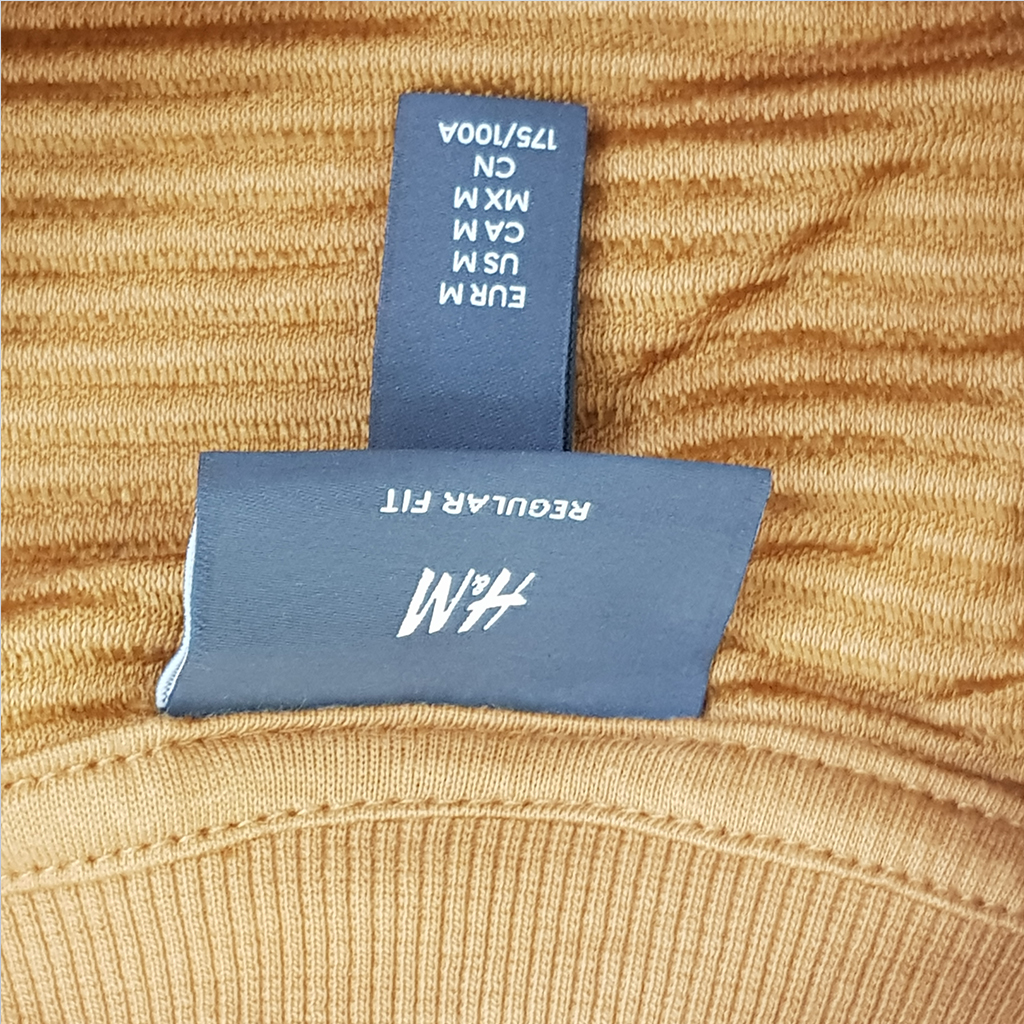 H&M
REGULAR FIT
EUR M
US M
CA M
MX M
CN
175/100A